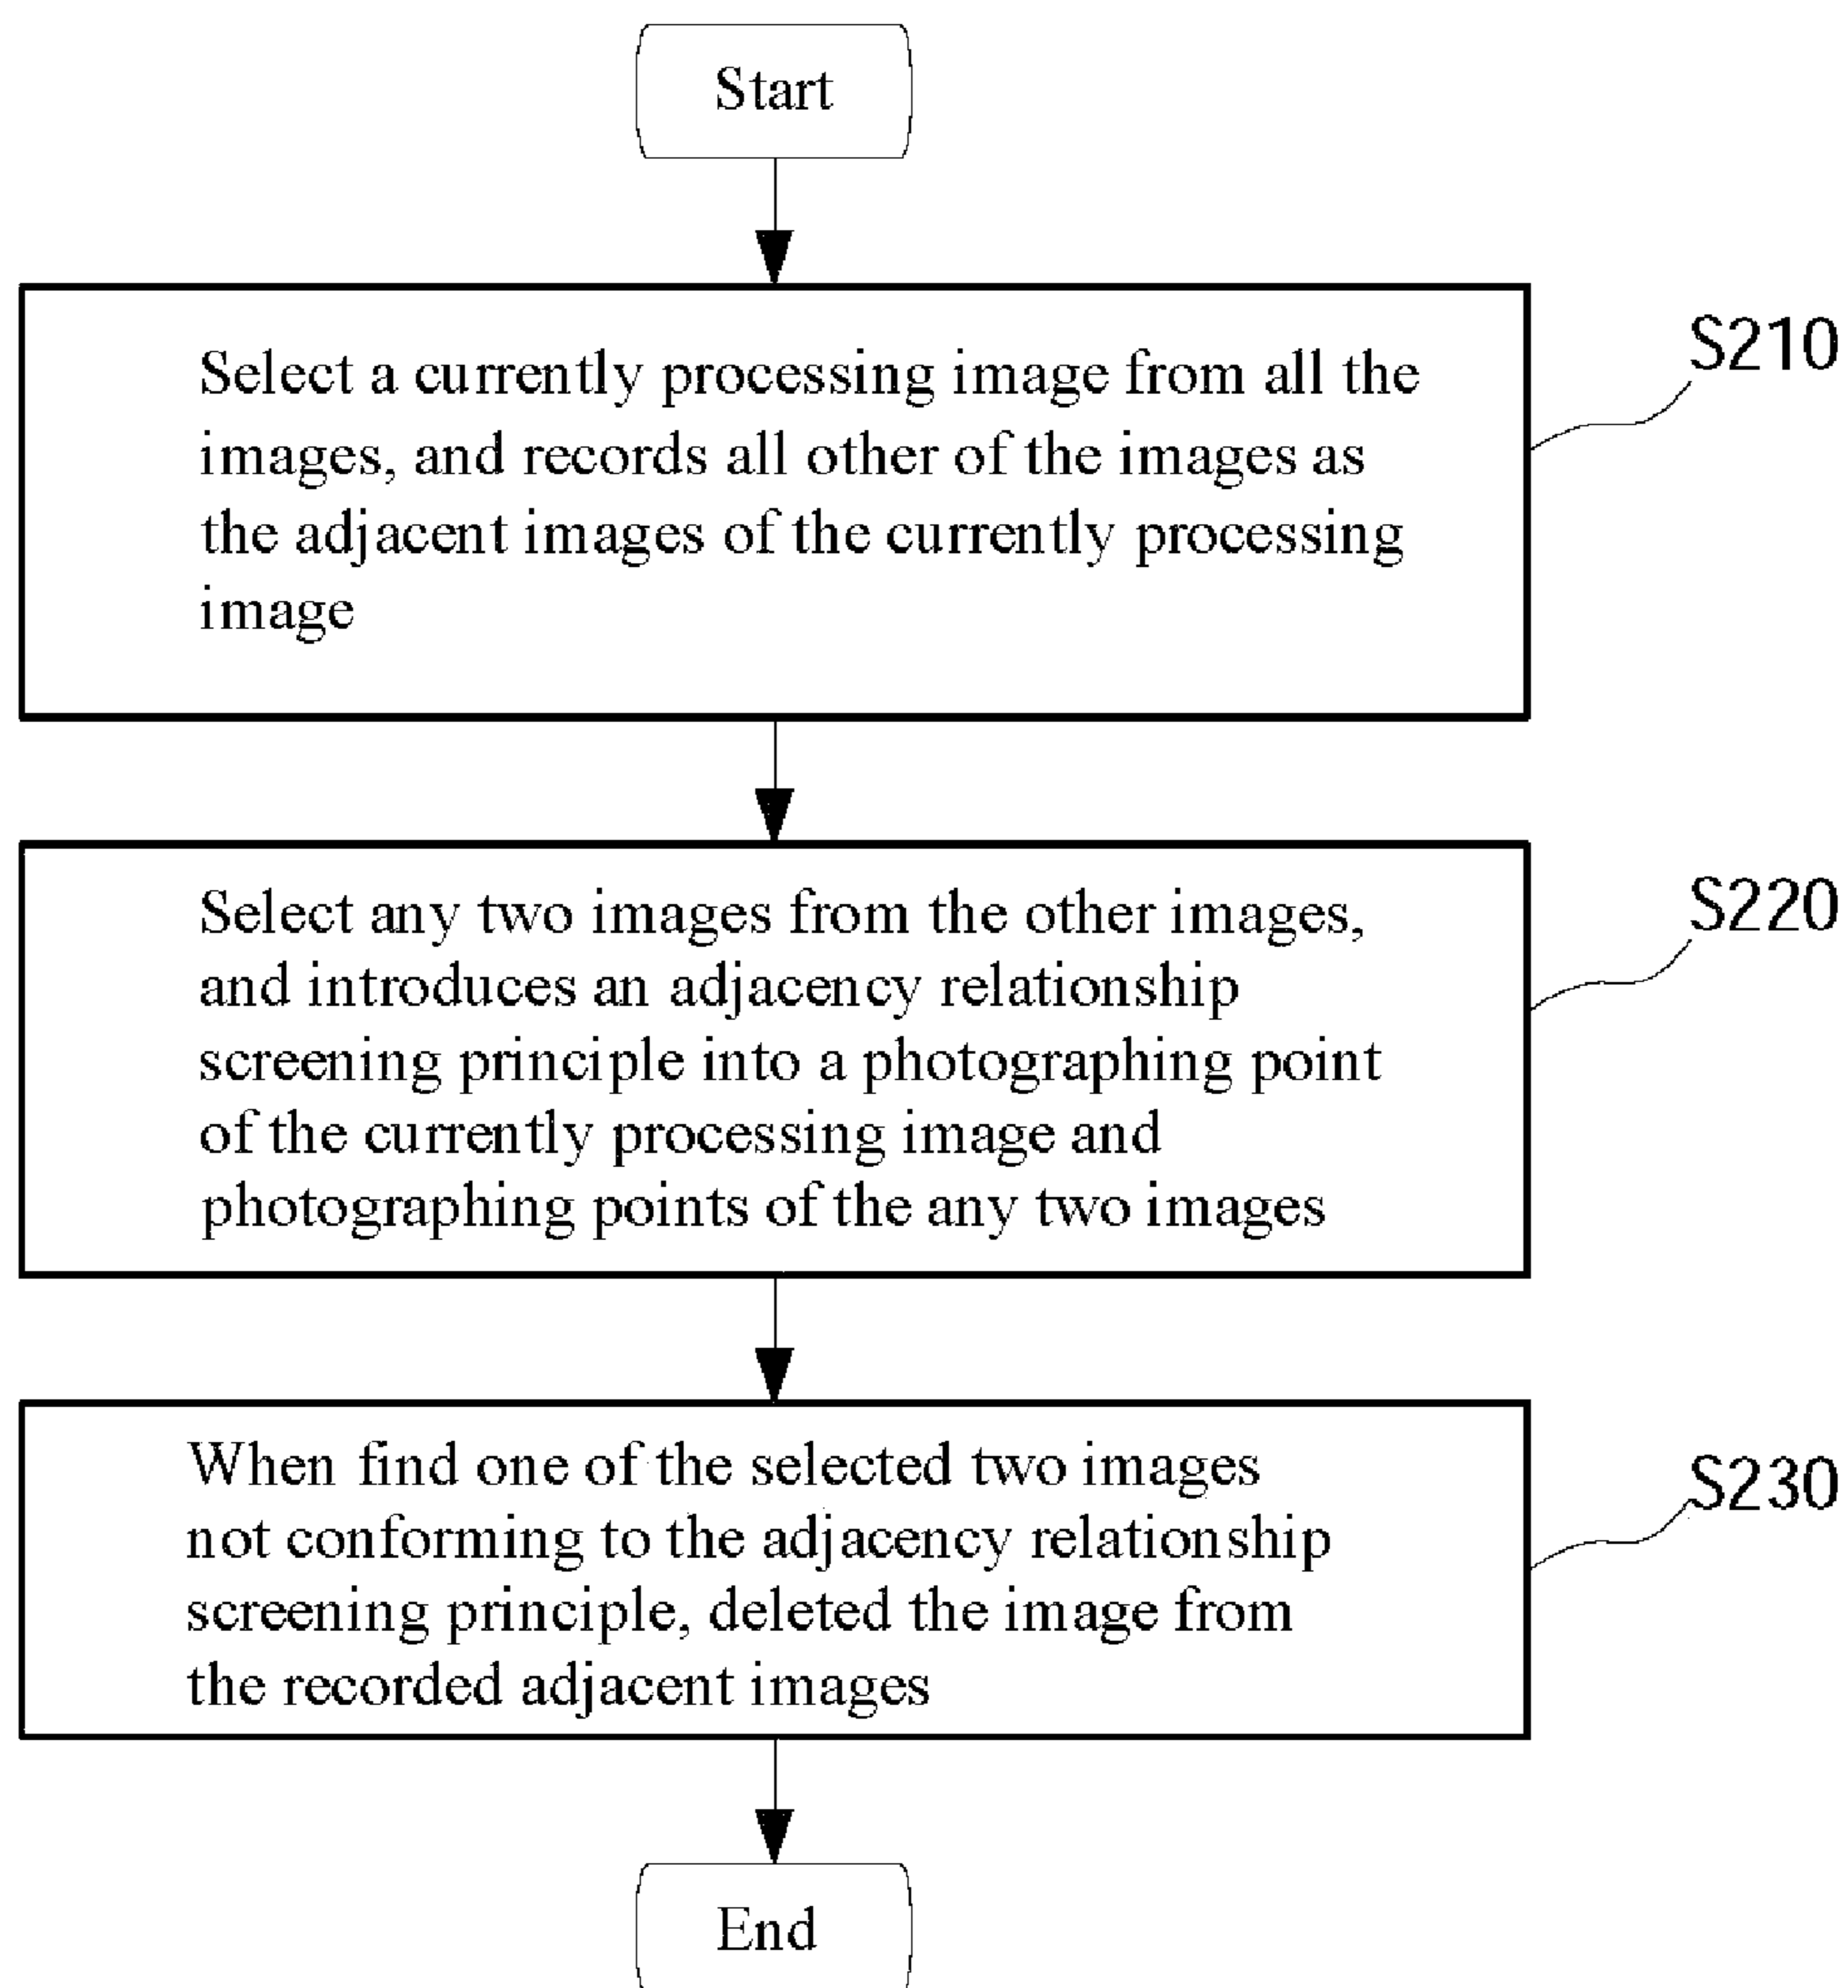 Start
S210
Select a currently processing image from all the
images, and records all other of the images as
the adjacent images of the currently processing
image
S220
Select any two images from the other images,
and introduces an adjacency relationship
screening principle into a photographing point
of the currently processing image and
photographing points of the any two images
S230
When find one of the selected two images
not conforming to the adjacency relationship
screening principle, deleted the image from
the recorded adjacent images
End